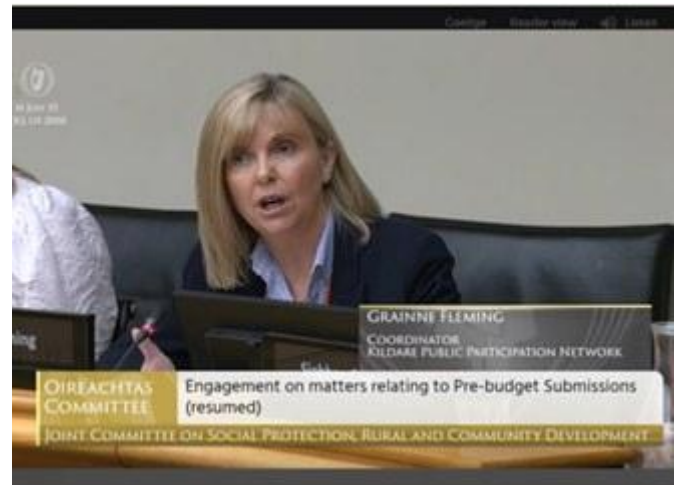 Gaeilge Reader view Listen
GRAINNE FLEMING
COORDINATOR
KILDARE PUBLIC PARTICIPATION NETWORK
OIREACHTAS
COMMITTEE
Engagement on matters relating to Pre-budget Submissions
(resumed)
JOINT COMMITTEE ON SOCIAL PROTECTION, RURAL AND COMMUNITY DEVELOPMENT